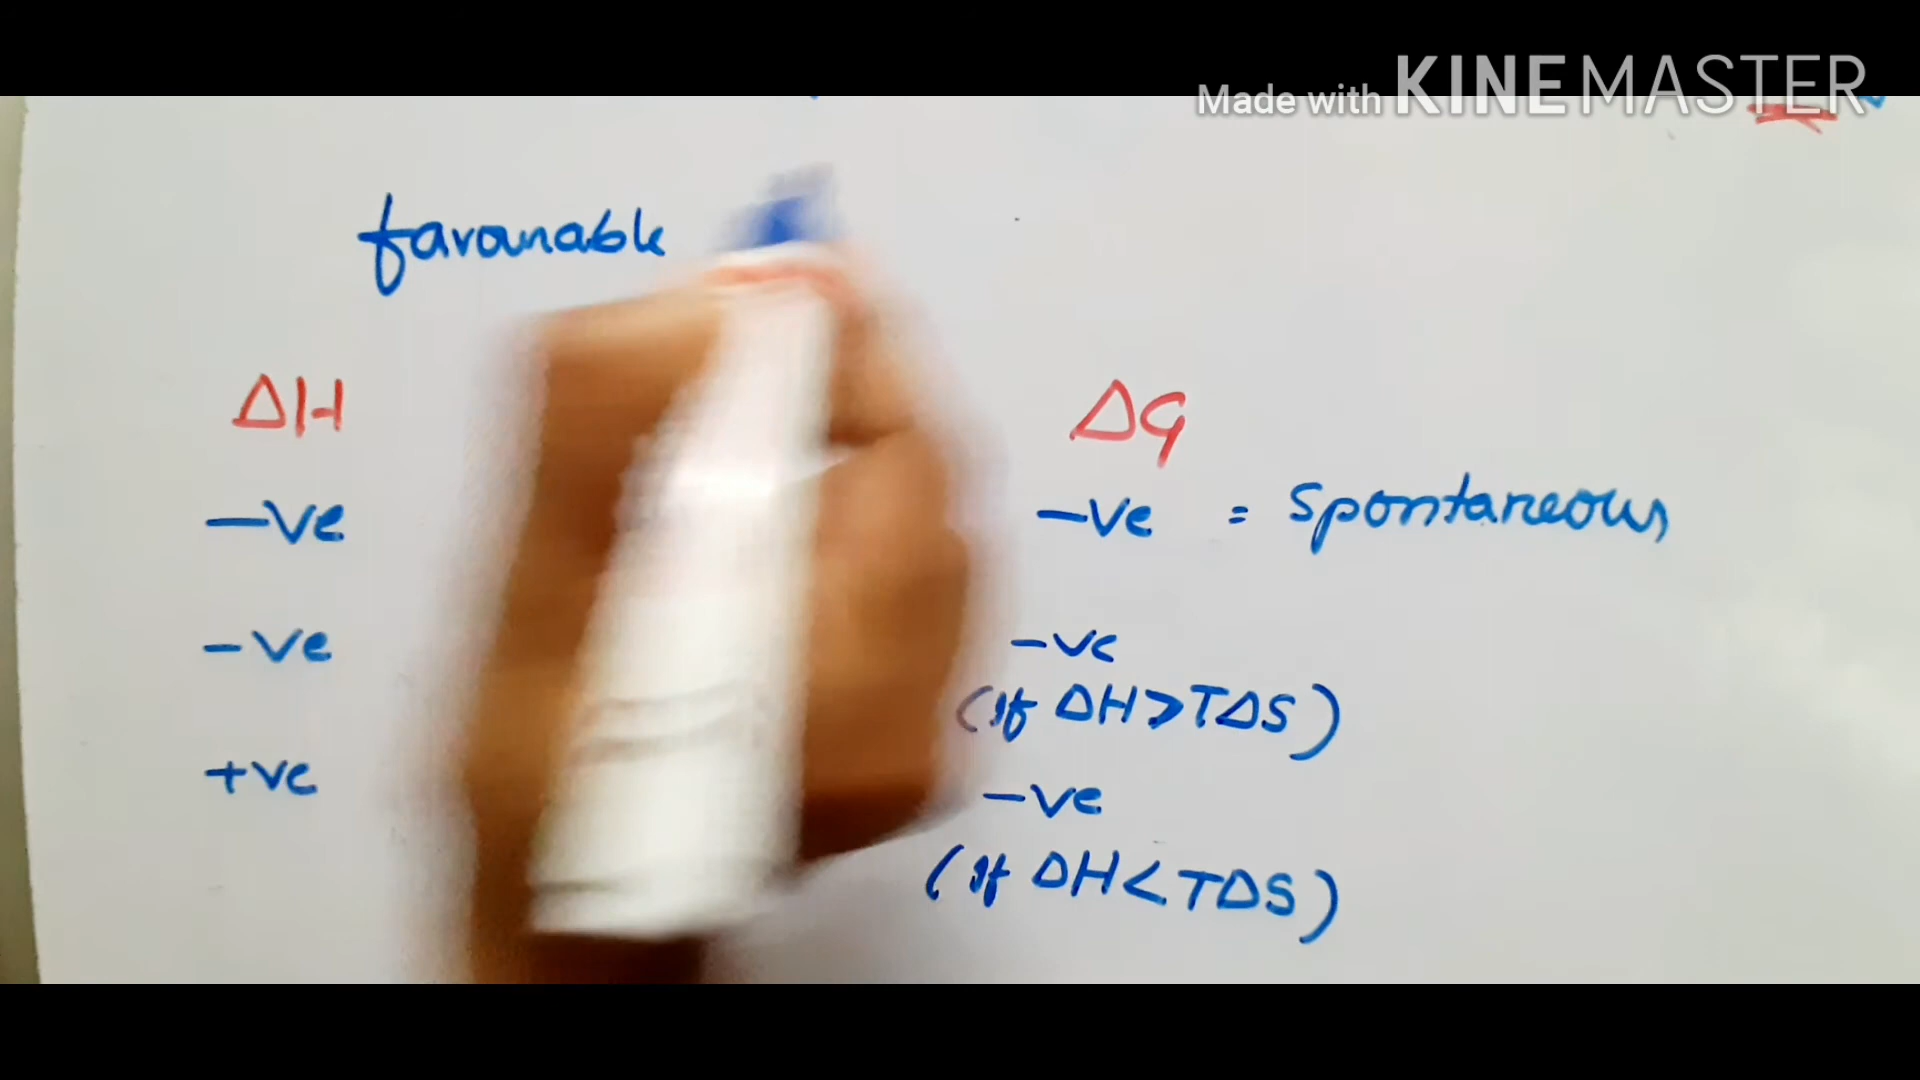 Made with KINEMASTER
favourable
ΔH ΔG
-ve -ve = spontaneous
-ve -ve
(If ΔH > TΔS)
+ve -ve
(If ΔH < TΔS)